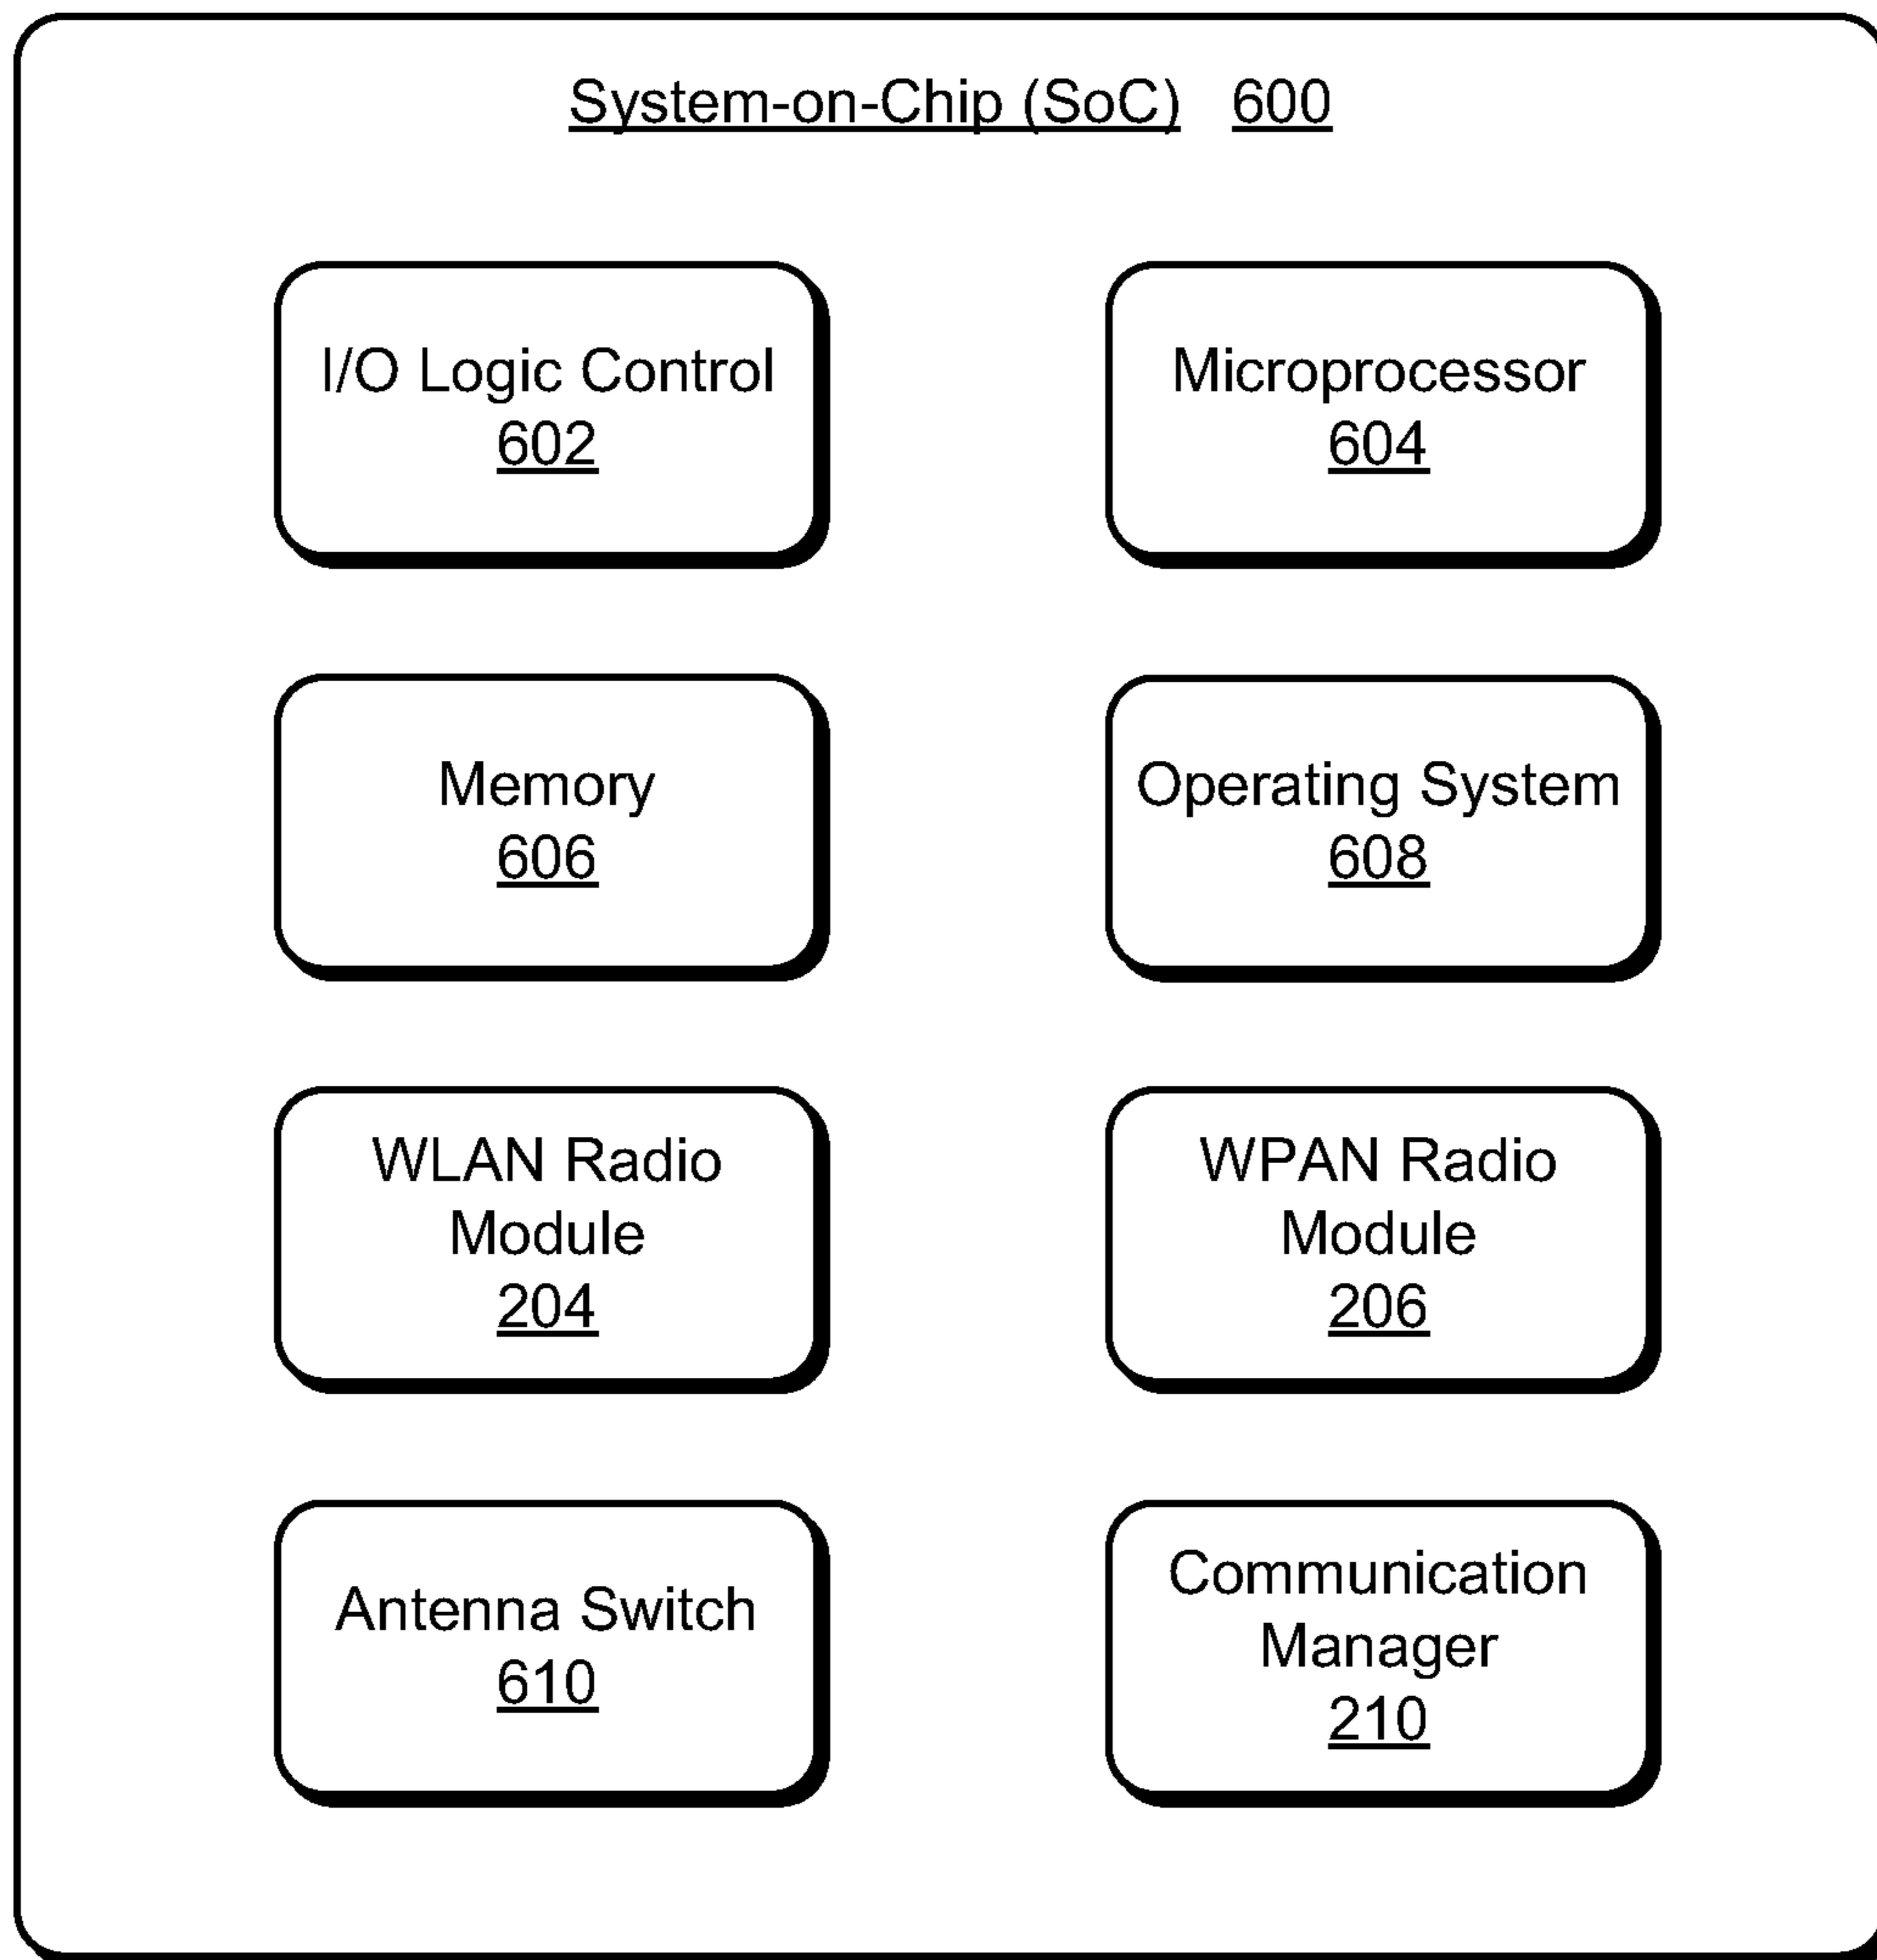 System-on-Chip (SoC) 600
I/O Logic Control
602
Microprocessor
604
Memory
606
Operating System
608
WLAN Radio
Module
204
WPAN Radio
Module
206
Antenna Switch
610
Communication
Manager
210